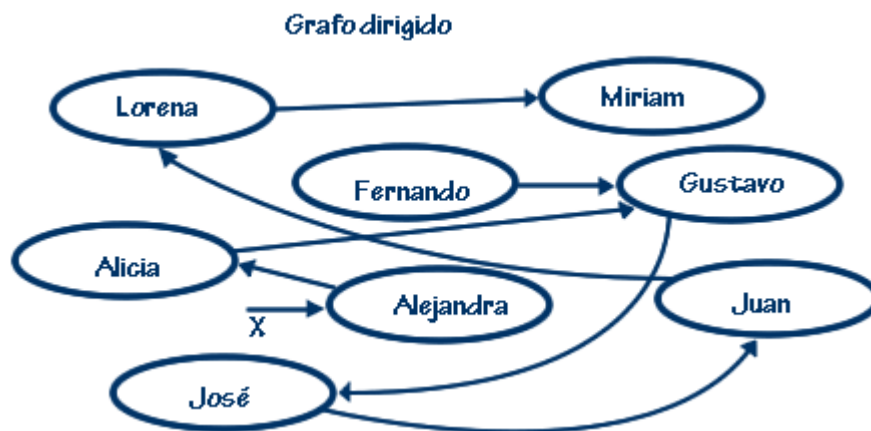 Grafo dirigido
Lorena
Miriam
Fernando
Gustavo
Alicia
Alejandra
X
Juan
José